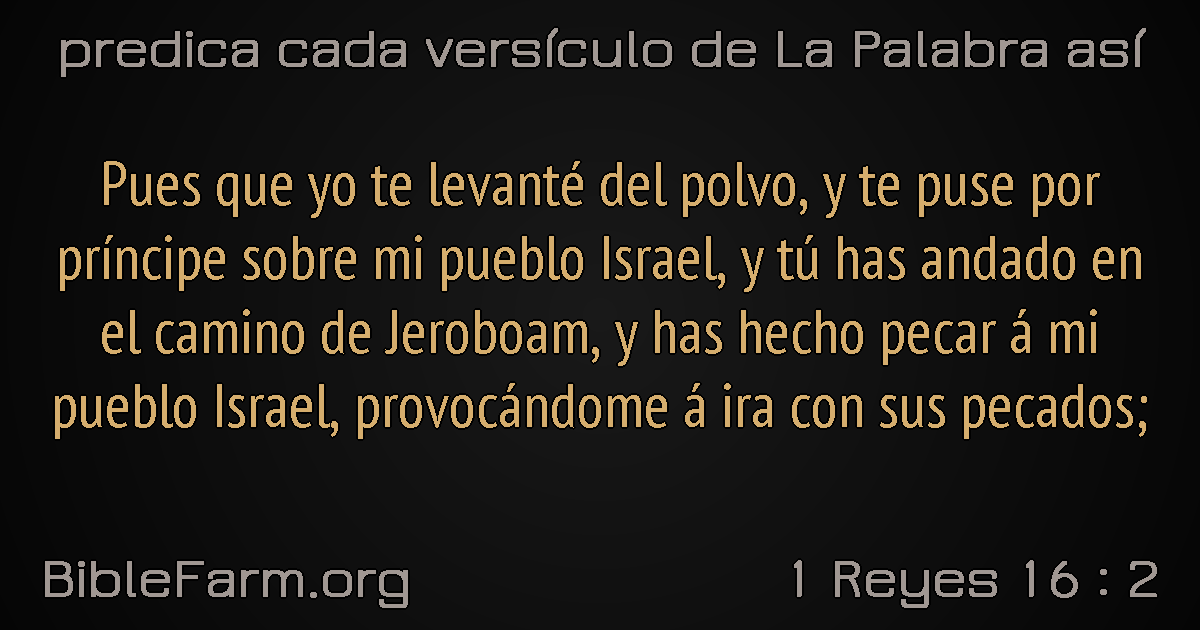 predica cada versículo de La Palabra así
Pues que yo te levanté del polvo, y te puse por
príncipe sobre mi pueblo Israel, y tú has andado en
el camino de Jeroboam, y has hecho pecar á mi
pueblo Israel, provocándome á ira con sus pecados;
BibleFarm.org
1 Reyes 16 : 2